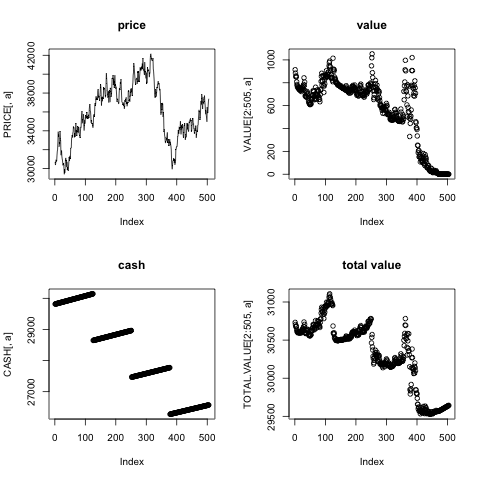 price
PRICE[, a]
30000 34000 38000 42000
0 100 200 300 400 500
Index
value
VALUE[2:505, a]
0 200 600 1000
0 100 200 300 400 500
Index
cash
CASH[, a]
27000 29000
0 100 200 300 400 500
Index
total value
TOTAL.VALUE[2:505, a]
29500 30000 30500 31000
0 100 200 300 400 500
Index